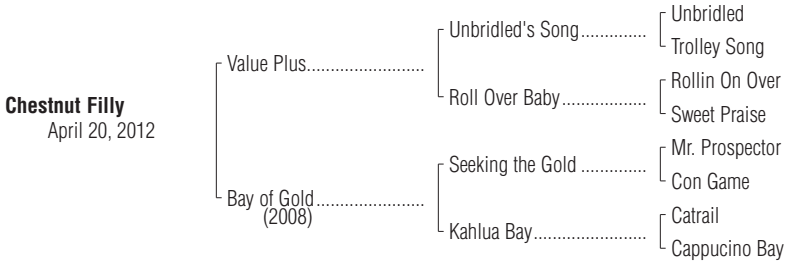 Unbridled
Unbridled's Song..............
Trolley Song
Value Plus.........................
Rollin On Over
Roll Over Baby..................
Sweet Praise
Chestnut Filly
April 20, 2012
Mr. Prospector
Seeking the Gold ..............
Con Game
Bay of Gold.......................
(2008)
Catrail
Kahlua Bay........................
Cappucino Bay